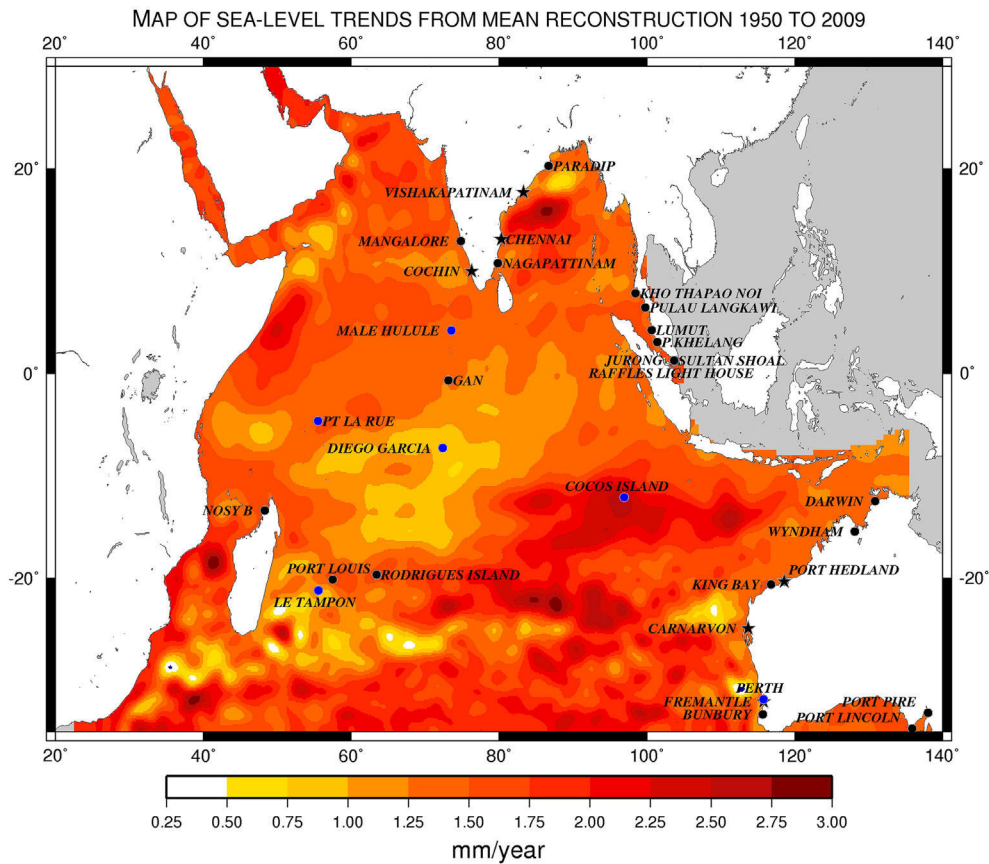 MAP OF SEA-LEVEL TRENDS FROM MEAN RECONSTRUCTION 1950 TO 2009
20˚ 40˚ 60˚ 80˚ 100˚ 120˚ 140˚
20˚ 20˚
PARADIP
VISHAKAPATINAM
MANGALORE CHENNAI
COCHIN NAGAPATTINAM
KHO THAPAO NOI
PULAU LANGKAWI
MALE HULULE LUMUT
P.KHELANG
JURONG SULTAN SHOAL
0˚ RAFFLES LIGHT HOUSE 0˚
GAN
PT LA RUE
DIEGO GARCIA
COCOS ISLAND
NOSY B DARWIN
WYNDHAM
PORT LOUIS RODRIGUES ISLAND PORT HEDLAND
-20˚ KING BAY -20˚
LE TAMPON
CARNARVON
PERTH
FREMANTLE PORT PIRE
BUNBURY PORT LINCOLN
20˚ 40˚ 60˚ 80˚ 100˚ 120˚ 140˚
0.25 0.50 0.75 1.00 1.25 1.50 1.75 2.00 2.25 2.50 2.75 3.00
mm/year